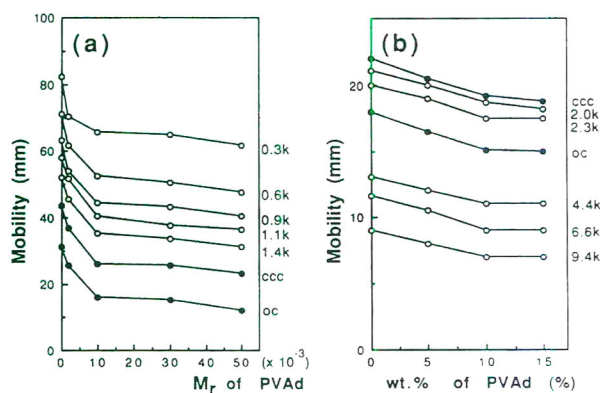 (a)
Mobility (mm)
100
80
60
40
20
0
0.3k
0.6k
0.9k
1.1k
1.4k
ccc
oc
0 10 20 30 40 50 (x 10⁻³)
Mr of PVAd
(b)
Mobility (mm)
20
10
0
ccc
2.0k
2.3k
oc
4.4k
6.6k
9.4k
0 5 10 15
wt.% of PVAd (%)